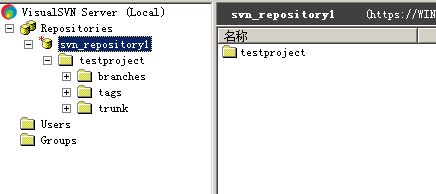 VisualSVN Server (Local)
Repositories
svn_repository1
testproject
branches
tags
trunk
Users
Groups
svn_repository1 (https://WIN
名称
testproject